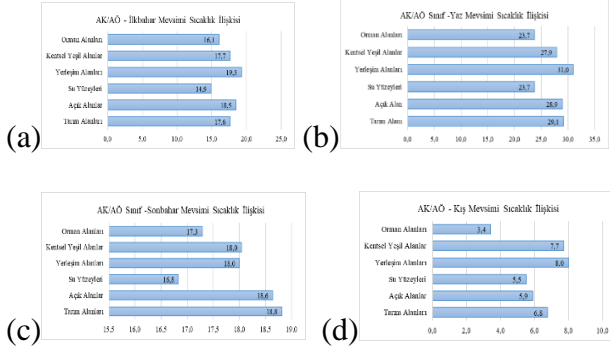 AK/AÖ - İlkbahar Mevsimi Sıcaklık İlişkisi
Orman Alanları 16,1
Kentsel Yeşil Alanlar 17,7
Yerleşim Alanları 19,3
Su Yüzeyleri 14,9
Açık Alanlar 18,5
Tarım Alanları 17,6
0,0 5,0 10,0 15,0 20,0 25,0
(a)
AK/AÖ Sınıf -Yaz Mevsimi Sıcaklık İlişkisi
Orman Alanları 23,7
Kentsel Yeşil Alanlar 27,9
Yerleşim Alanları 31,0
Su Yüzeyleri 23,7
Açık Alan 28,9
Tarım Alanı 29,1
0,0 5,0 10,0 15,0 20,0 25,0 30,0 35,0
(b)
AK/AÖ Sınıf -Sonbahar Mevsimi Sıcaklık İlişkisi
Orman Alanları 17,3
Kentsel Yeşil Alanlar 18,0
Yerleşim Alanları 18,0
Su Yüzeyleri 16,8
Açık Alanlar 18,6
Tarım Alanları 18,8
15,5 16,0 16,5 17,0 17,5 18,0 18,5 19,0
(c)
AK/AÖ - Kış Mevsimi Sıcaklık İlişkisi
Orman Alanları 3,4
Kentsel Yeşil Alanlar 7,7
Yerleşim Alanları 8,0
Su Yüzeyleri 5,5
Açık Alanlar 5,9
Tarım Alanları 6,8
0,0 2,0 4,0 6,0 8,0 10,0
(d)